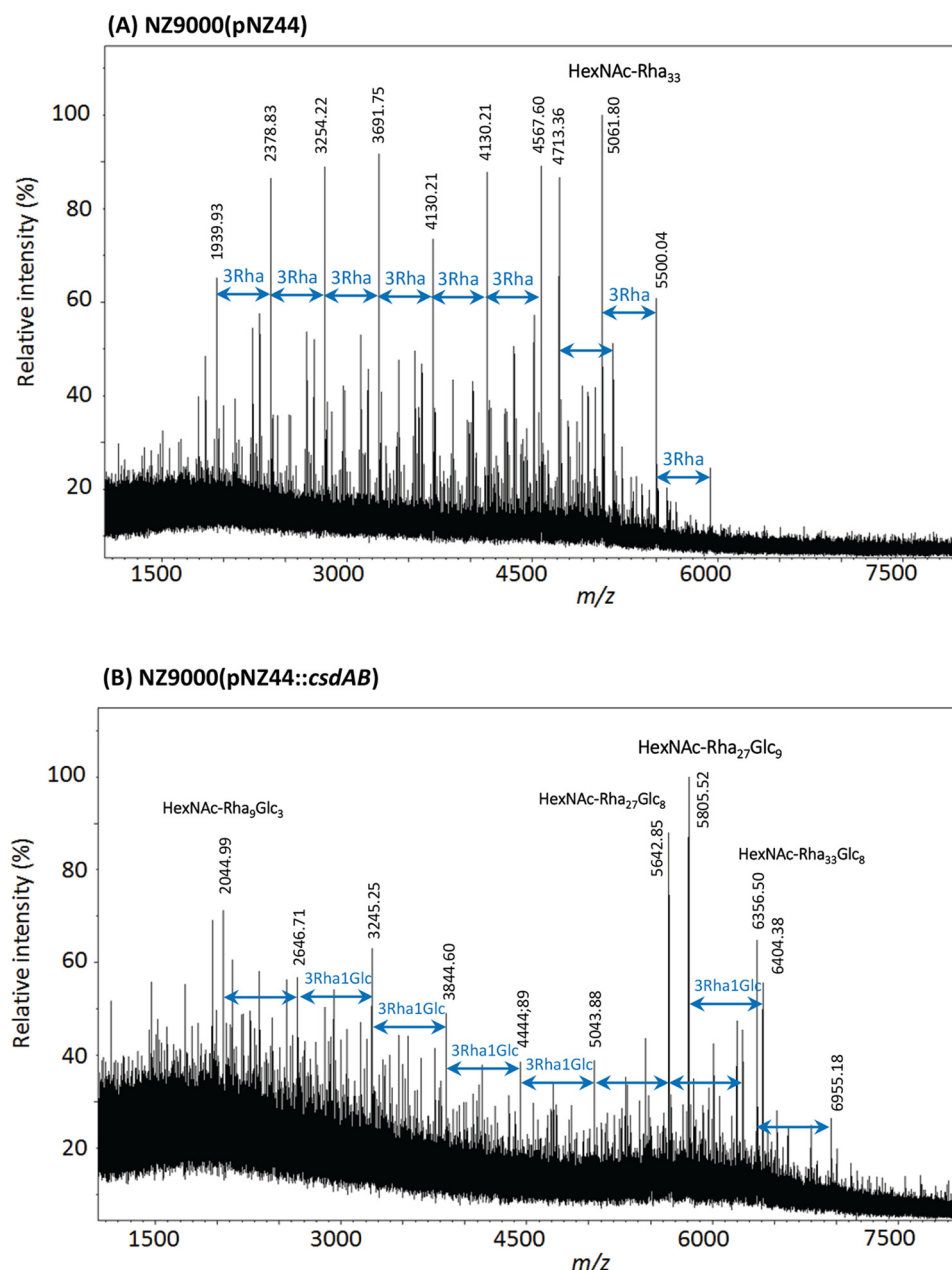 (A) NZ9000(pNZ44)
HexNAc-Rha33
100
80
60
40
20
Relative intensity (%)
1939.93
2378.83
3254.22
3691.75
4130.21
4130.21
4567.60
4713.36
5061.80
5500.04
3Rha
3Rha
3Rha
3Rha
3Rha
3Rha
3Rha
3Rha
1500
3000
4500
6000
7500
m/z
(B) NZ9000(pNZ44::csdAB)
HexNAc-Rha27Glc9
HexNAc-Rha27Glc8
HexNAc-Rha9Glc3
HexNAc-Rha33Glc8
100
80
60
40
20
Relative intensity (%)
2044.99
2646.71
3245.25
3844.60
4444;89
5043.88
5642.85
5805.52
6356.50
6404.38
6955.18
3Rha1Glc
3Rha1Glc
3Rha1Glc
3Rha1Glc
3Rha1Glc
1500
3000
4500
6000
7500
m/z